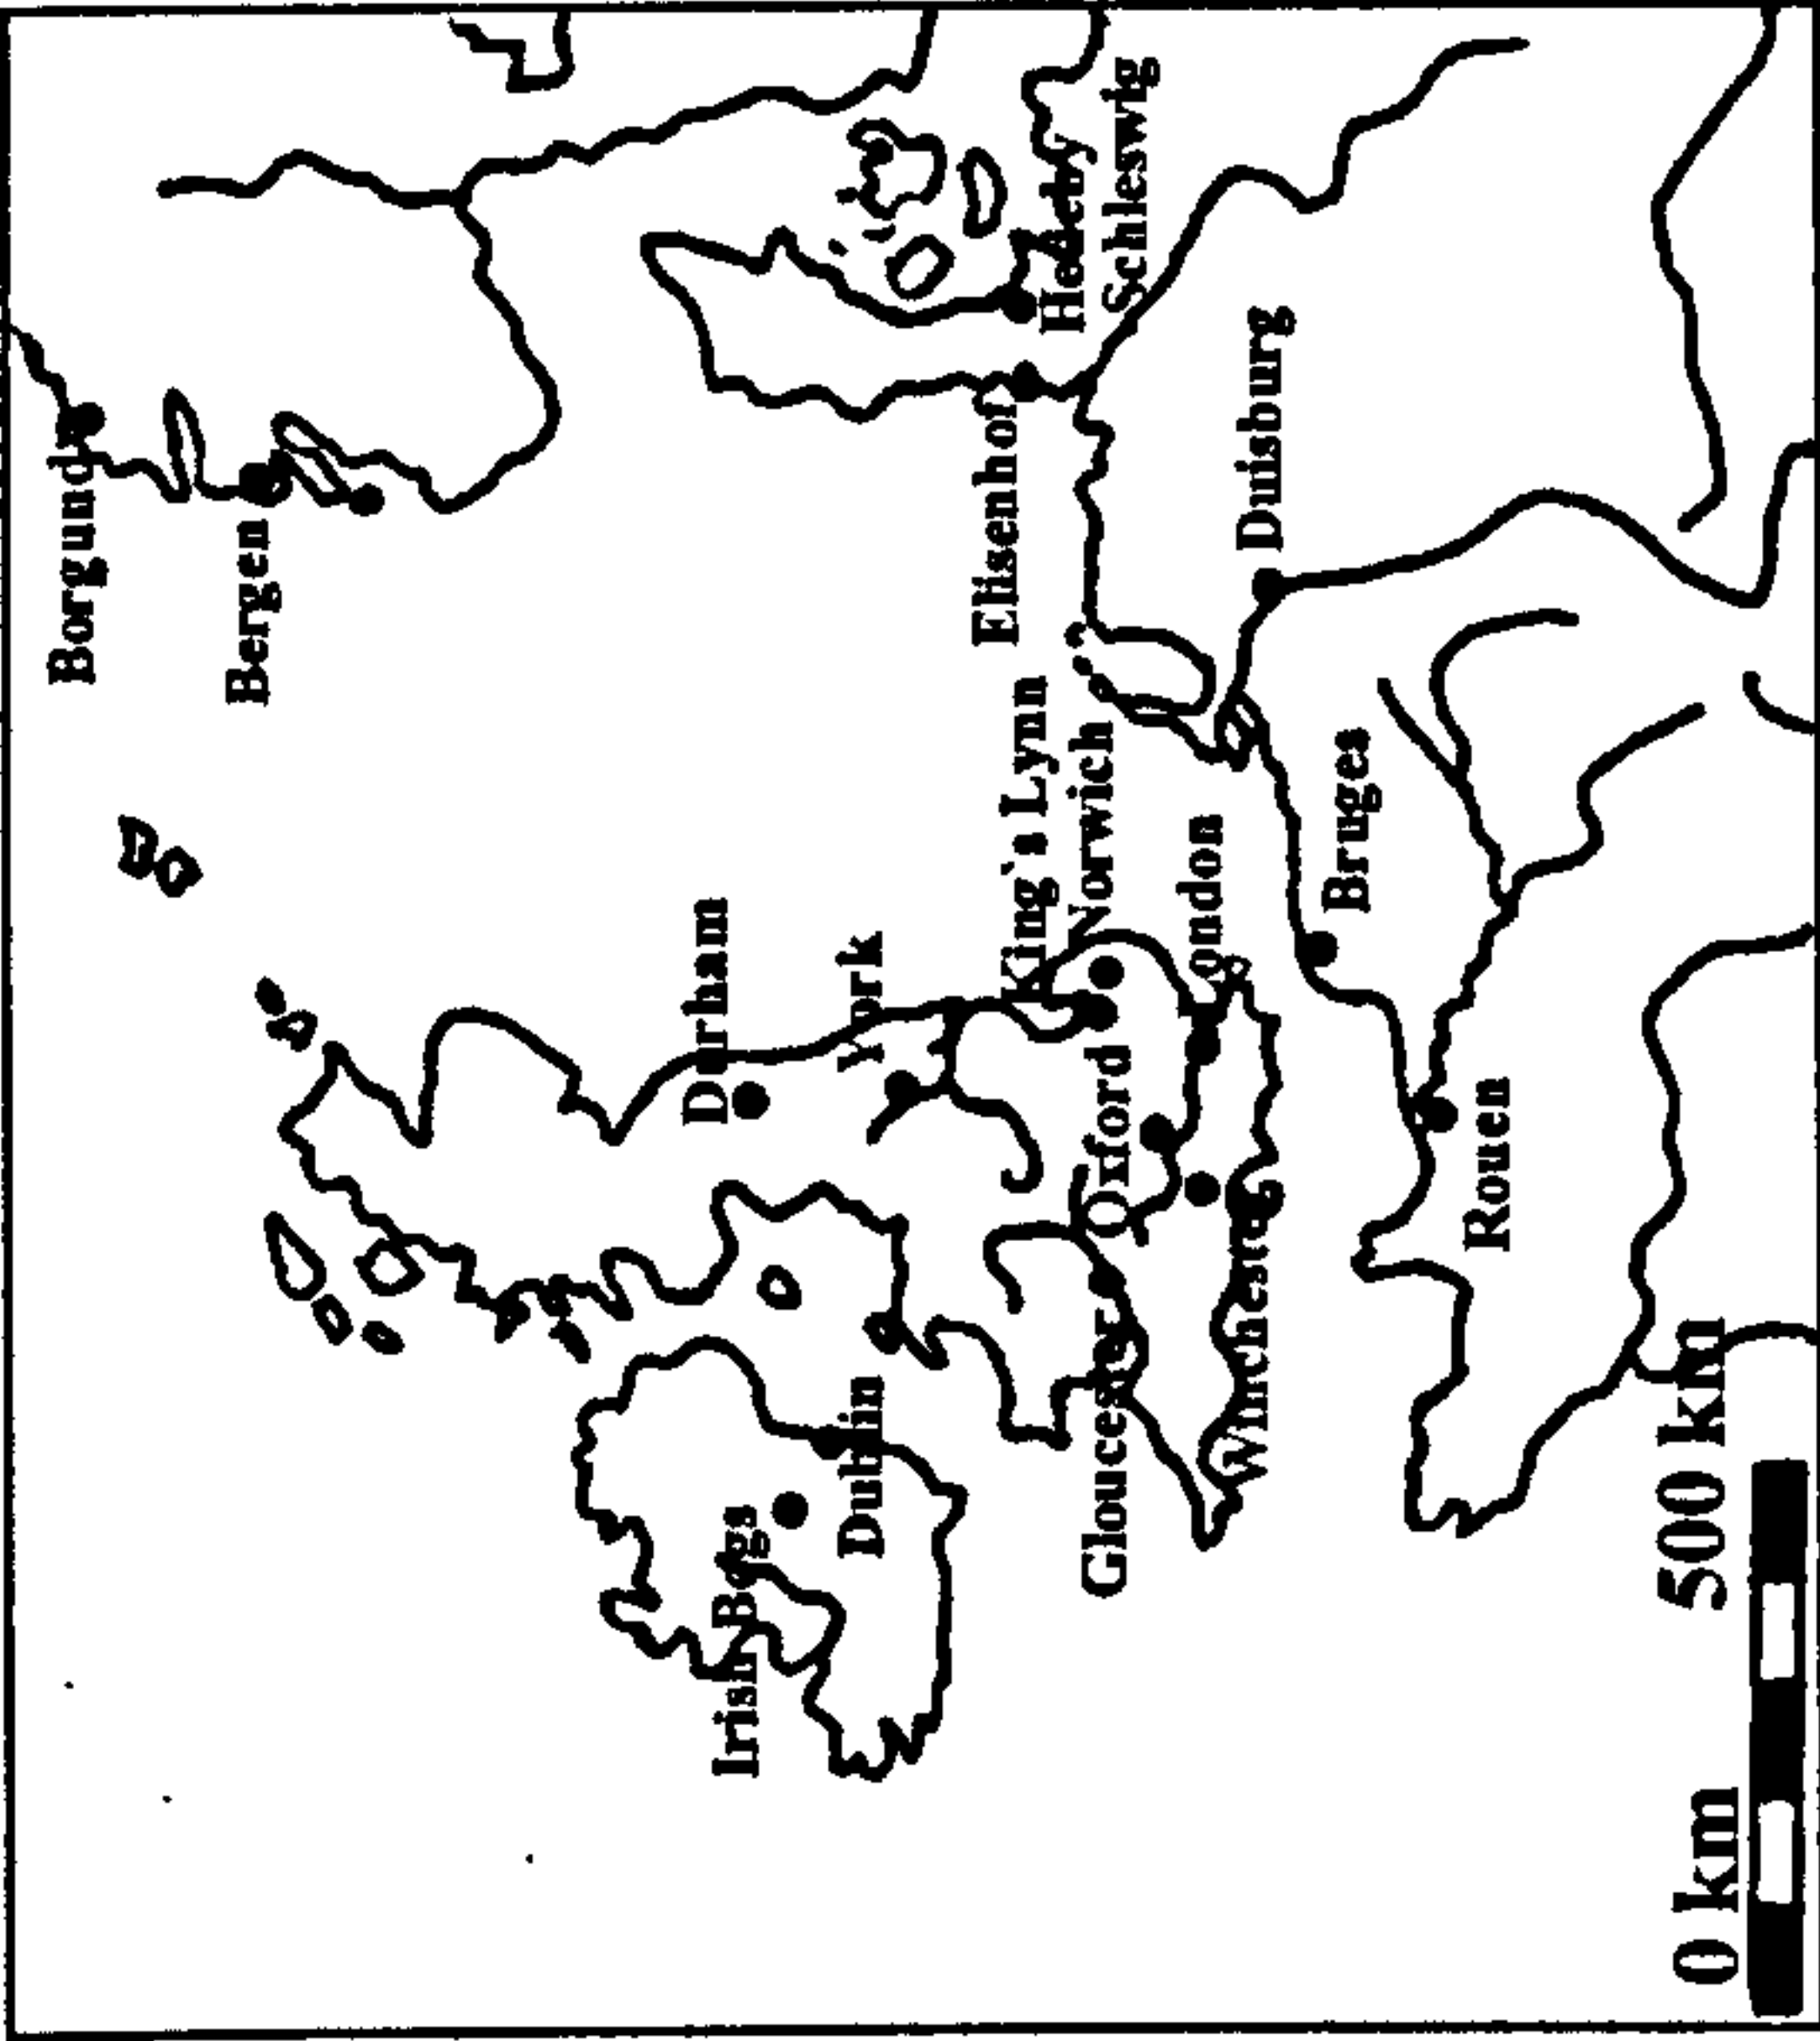 Borgund
Bergen
Durham
York
King's Lynn
Norwich
London
Oxford
Gloucester
Winchester
Irish Bogs
Dublin
Elisenhof
Hedeby
Schleswig
Duisburg
Bruges
Rouen
0 km 500 km